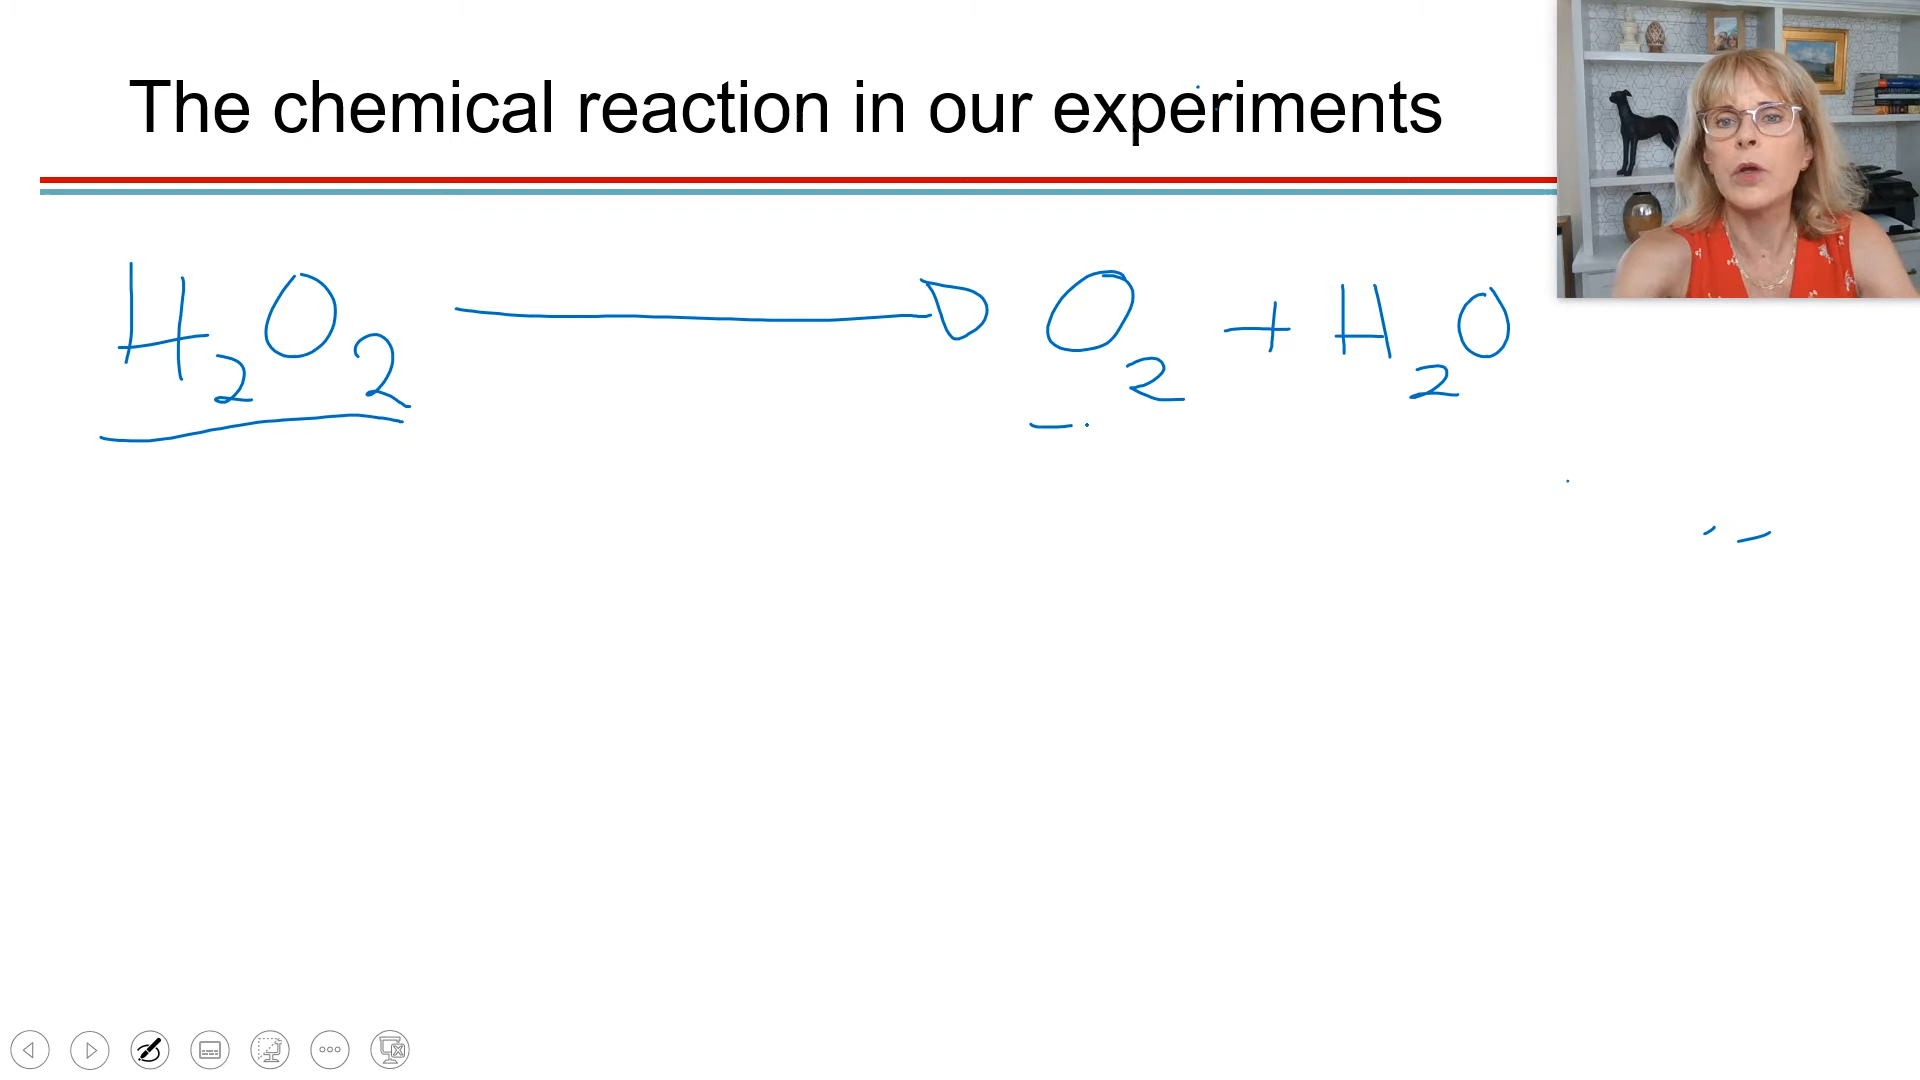 The chemical reaction in our experiments
H₂O₂ → O₂ + H₂O